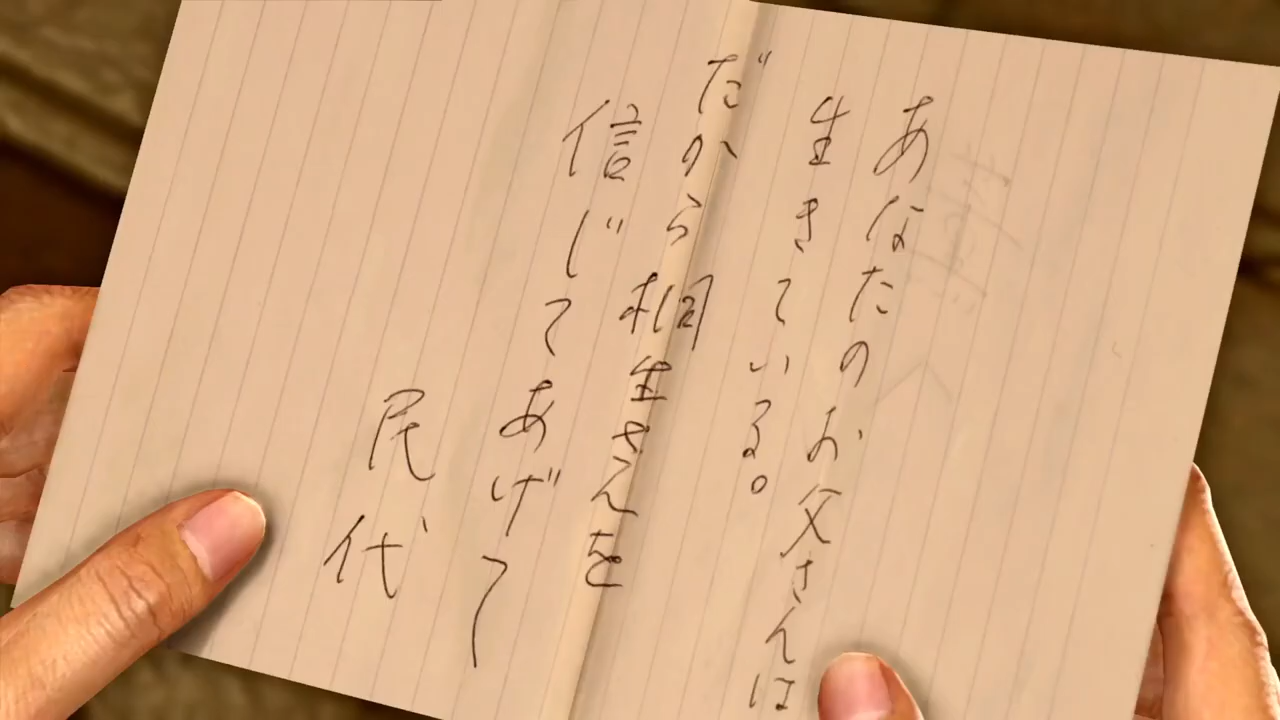 あなたのお父さんは
生きている。
だから 桐生さんを
信じてあげて
民代